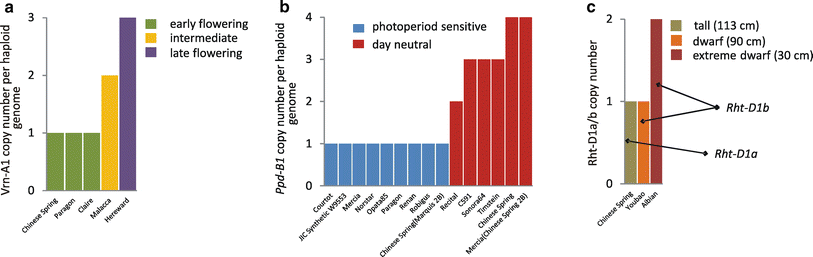 a
early flowering
intermediate
late flowering
Vrn-A1 copy number per haploid genome
3
2
1
0
Chinese Spring
Paragon
Claire
Malacca
Hereward
b
photoperiod sensitive
day neutral
Ppd-B1 copy number per haploid genome
4
3
2
1
0
Courtot
JIC Synthetic W9553
Mercia
Norstar
Opata85
Paragon
Renan
Robigus
Chinese Spring(Marquis 2B)
Recital
CS91
Sonora64
Timstein
Chinese Spring
Mercia(Chinese Spring 2B)
c
tall (113 cm)
dwarf (90 cm)
extreme dwarf (30 cm)
Rht-D1a/b copy number
2
1
0
Rht-D1b
Rht-D1a
Chinese Spring
Youbao
Aibian